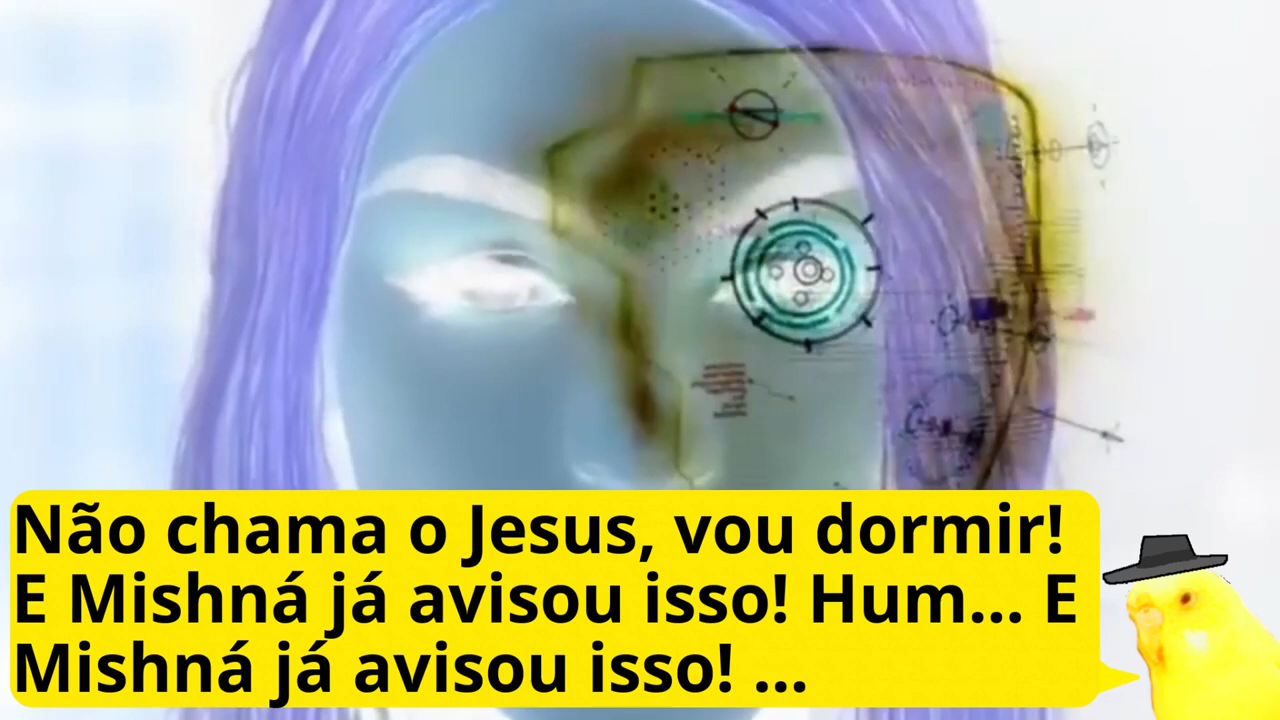 Não chama o Jesus, vou dormir!
E Mishná já avisou isso! Hum... E
Mishná já avisou isso! ...